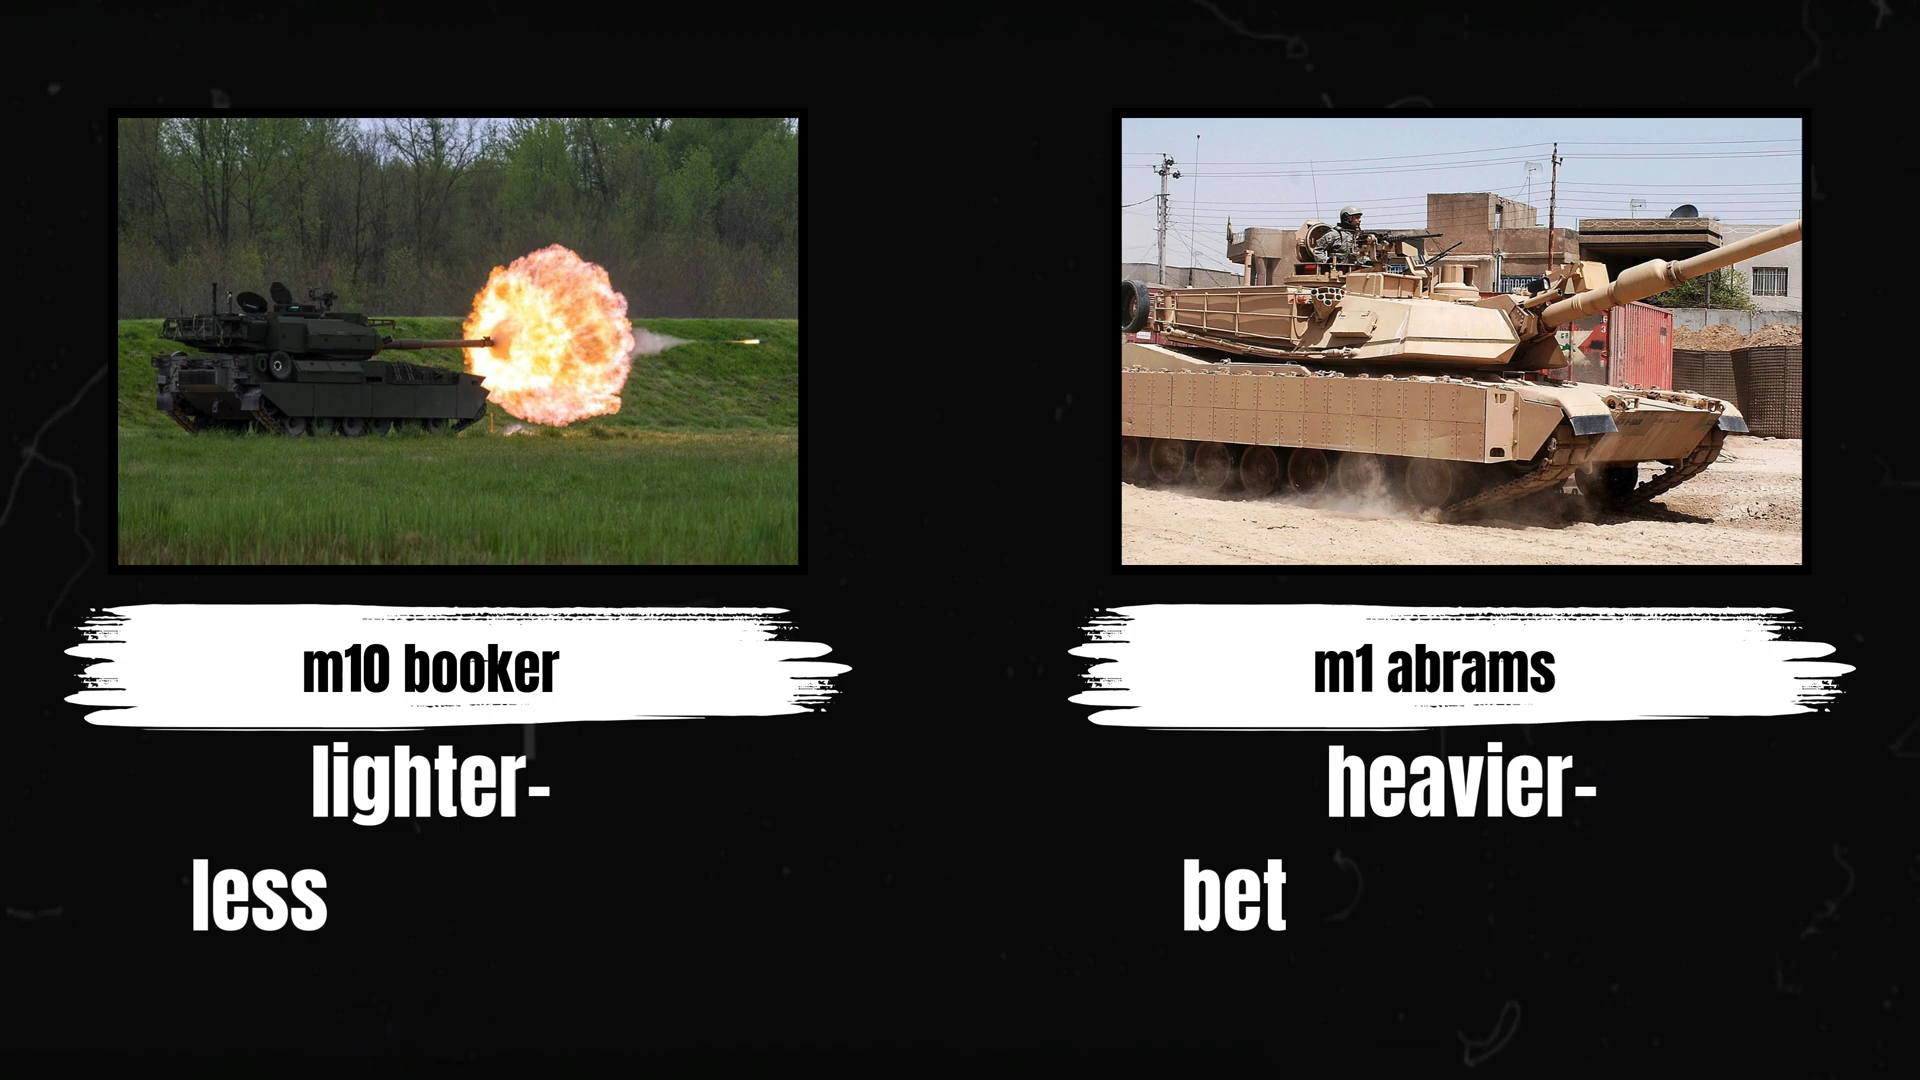 m10 booker
lighter-
less
m1 abrams
heavier-
bet